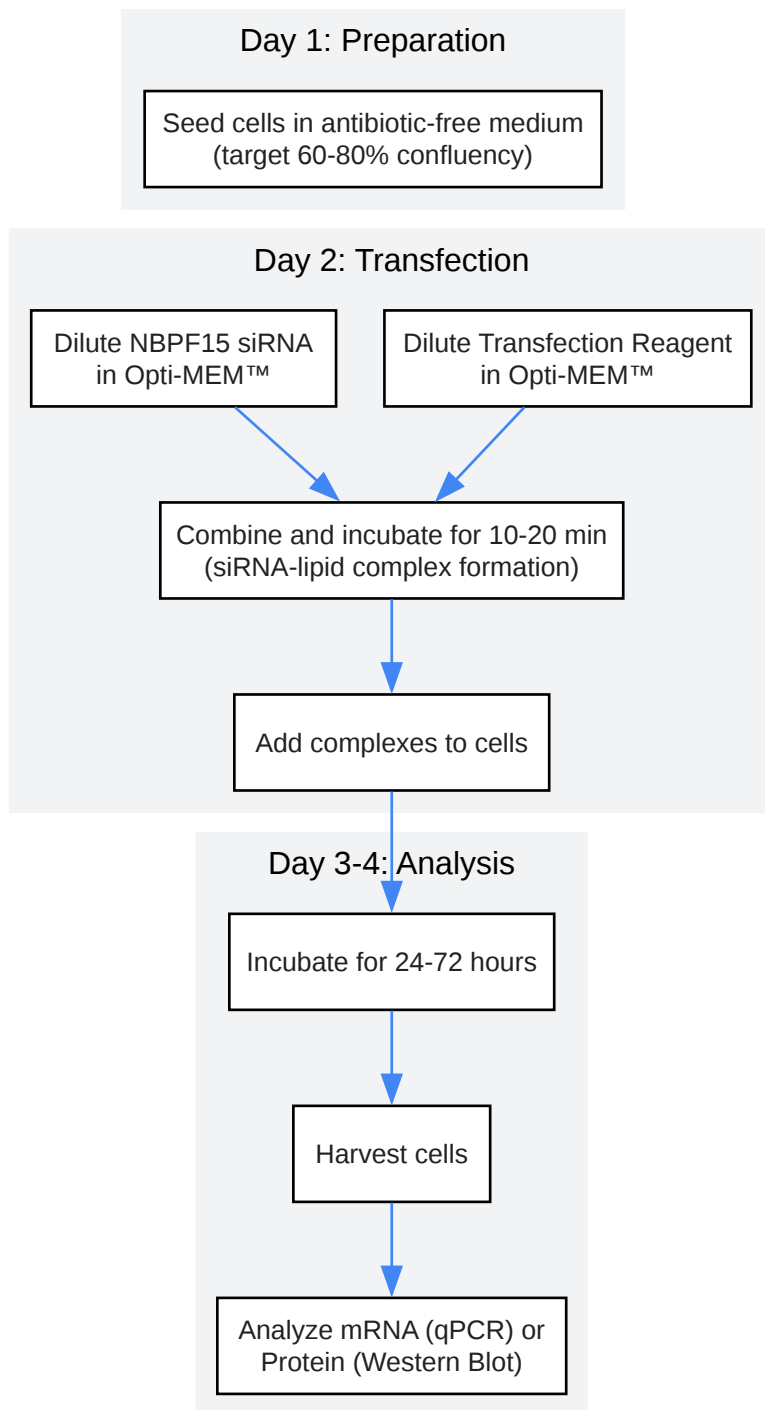 Day 1: Preparation
Seed cells in antibiotic-free medium
(target 60-80% confluency)
Day 2: Transfection
Dilute NBPF15 siRNA
in Opti-MEM™
Dilute Transfection Reagent
in Opti-MEM™
Combine and incubate for 10-20 min
(siRNA-lipid complex formation)
Add complexes to cells
Day 3-4: Analysis
Incubate for 24-72 hours
Harvest cells
Analyze mRNA (qPCR) or
Protein (Western Blot)